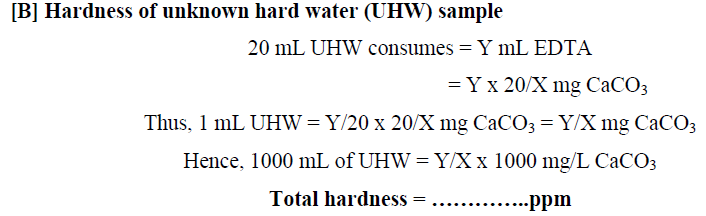 [B] Hardness of unknown hard water (UHW) sample
20 mL UHW consumes = Y mL EDTA
= Y x 20/X mg CaCO₃
Thus, 1 mL UHW = Y/20 x 20/X mg CaCO₃ = Y/X mg CaCO₃
Hence, 1000 mL of UHW = Y/X x 1000 mg/L CaCO₃
Total hardness = …………..ppm